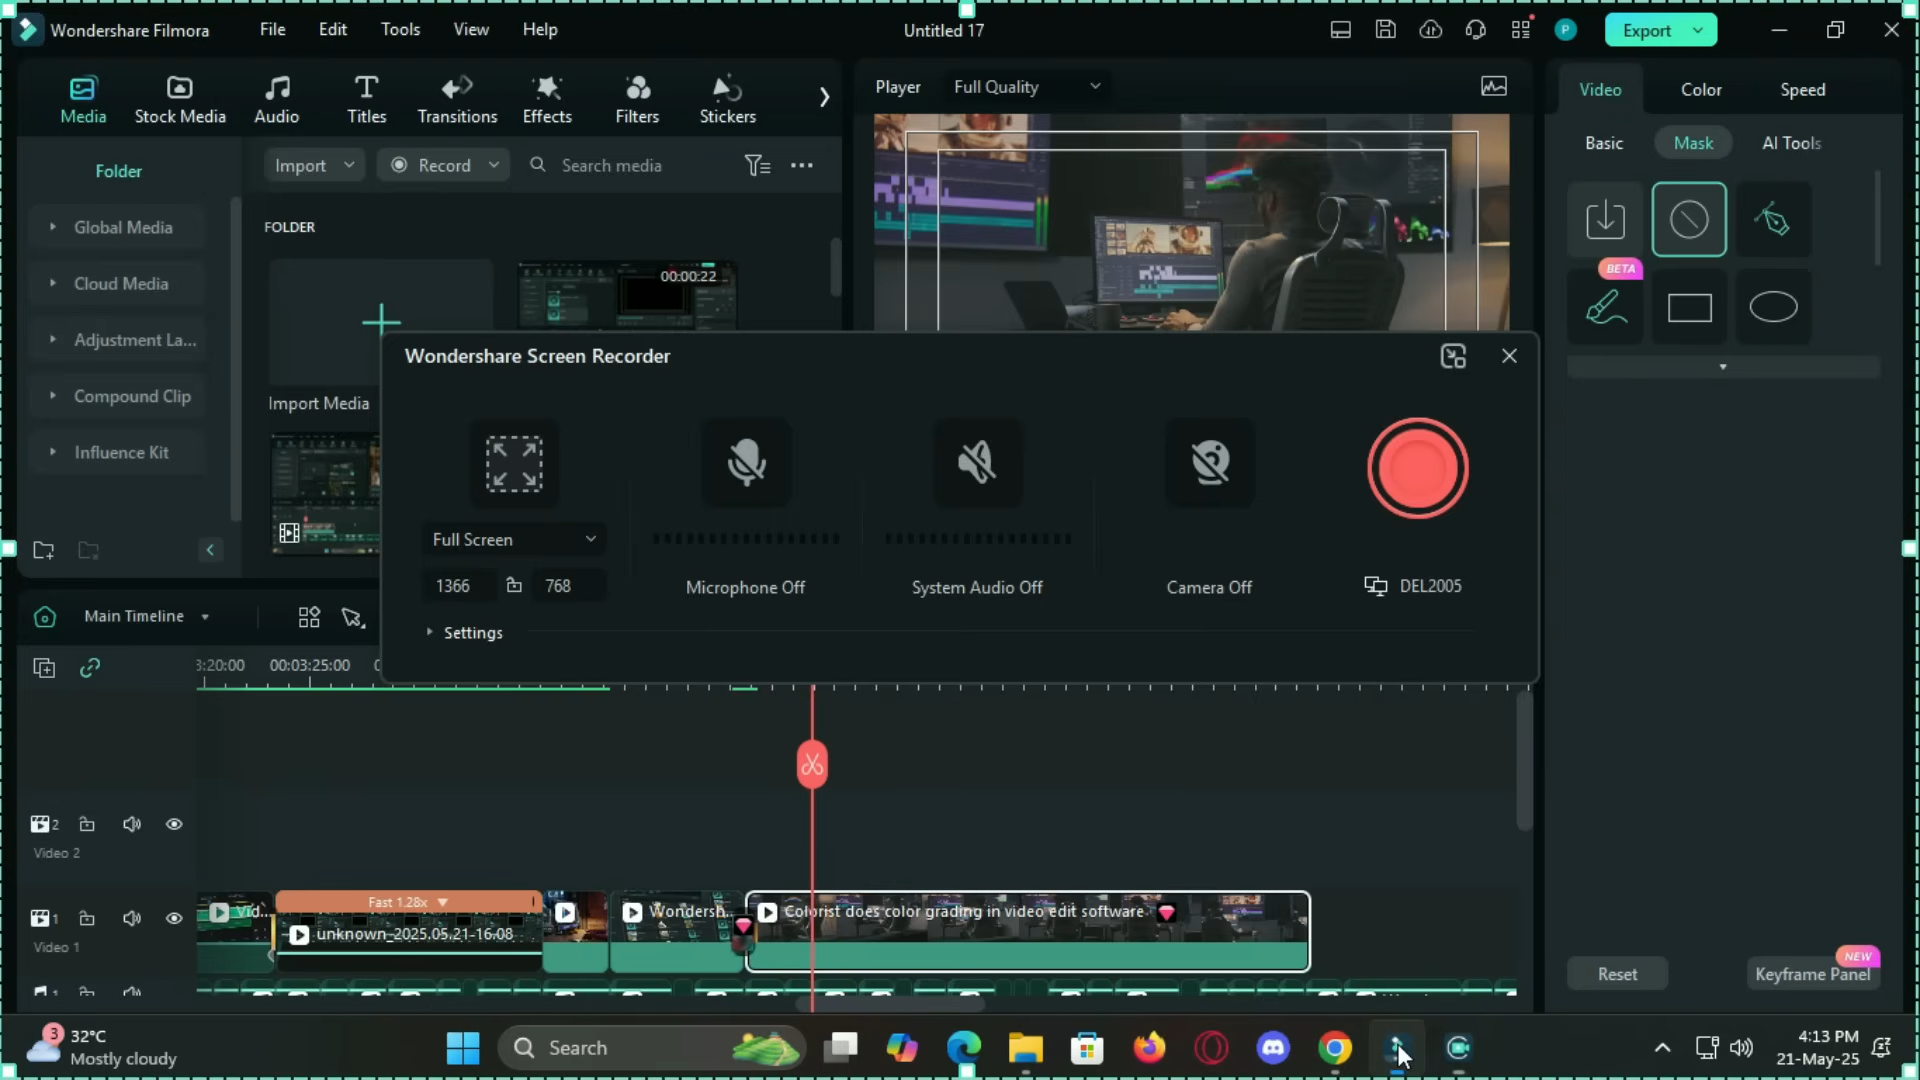 Wondershare Filmora
File Edit Tools View Help
Untitled 17
P
Export
Media
Stock Media
Audio
Titles
Transitions
Effects
Filters
Stickers
Player
Full Quality
Video
Color
Speed
Basic
Mask
AI Tools
BETA
Folder
Global Media
Cloud Media
Adjustment La...
Compound Clip
Influence Kit
Import
Record
Search media
FOLDER
00:00:22
Import Media
Wondershare Screen Recorder
Full Screen
1366
768
Microphone Off
System Audio Off
Camera Off
DEL2005
Settings
Main Timeline
3:20:00
00:03:25:00
2
Video 2
1
Video 1
Vid...
Fast 1.28x
unknown_2025.05.21-16.08
Wondersh...
Colorist does color grading in video edit software
1
Reset
NEW
Keyframe Panel
3
32°C
Mostly cloudy
Search
4:13 PM
21-May-25